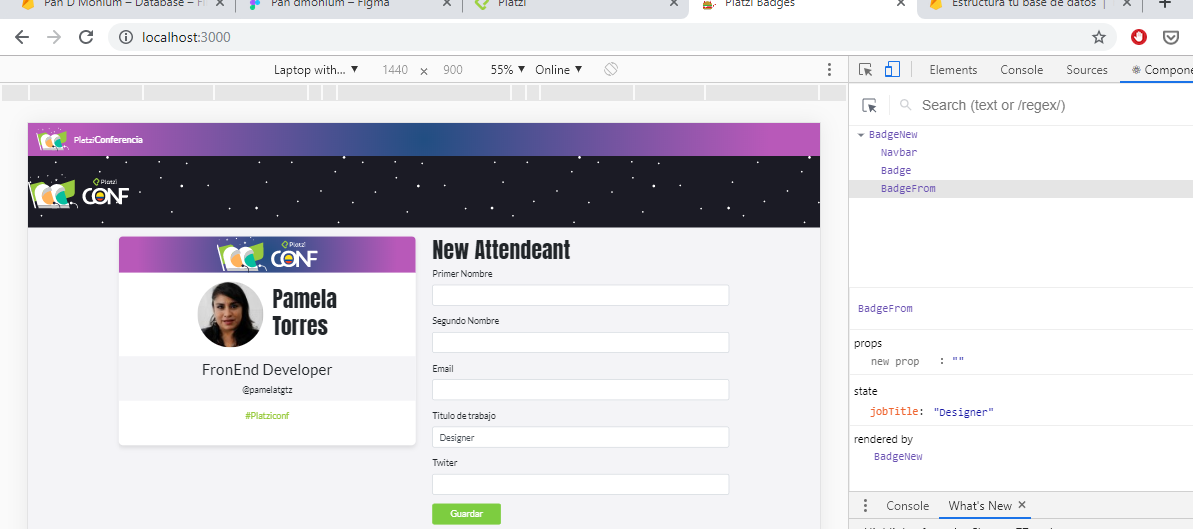 Pan D Monium – Database – Fi
Pan dmonium – Figma
Platzi
Platzi Badges
Estructura tu base de datos |
localhost:3000
Laptop with... 1440 × 900 55% Online
Elements Console Sources Compone
Search (text or /regex/)
BadgeNew
Navbar
Badge
BadgeFrom
PlatziConferencia
Platzi
CONF
Platzi
CONF
Pamela
Torres
FronEnd Developer
@pamelatgtz
#Platziconf
New Attendeant
Primer Nombre
Segundo Nombre
Email
Titulo de trabajo
Designer
Twiter
Guardar
BadgeFrom
props
new prop : ""
state
jobTitle: "Designer"
rendered by
BadgeNew
Console What's New ×